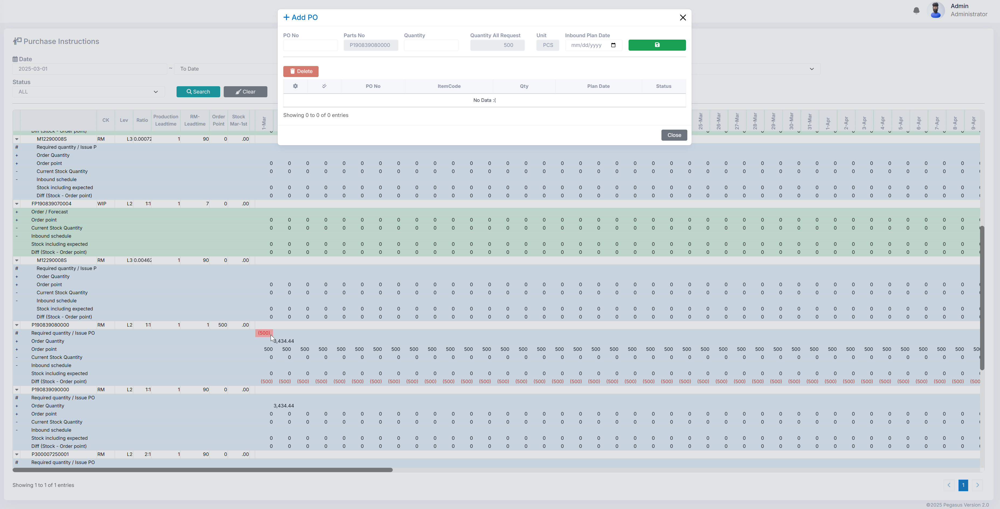 Admin
Administrator
+ Add PO
PO No Parts No Quantity Quantity All Request Unit Inbound Plan Date
P190839080000 500 PCS mm/dd/yyyy
Delete
PO No ItemCode Qty Plan Date Status
No Data :(
Showing 0 to 0 of 0 entries
Close
Purchase Instructions
Date
2025-03-01 ~ To Date
Status
ALL Search Clear
CK Lev Ratio Production Leadtime RM-Leadtime Order Point Stock Mar-1st 1-Mar 25-Mar 26-Mar 27-Mar 28-Mar 29-Mar 30-Mar 31-Mar 1-Apr 2-Apr 3-Apr 4-Apr 5-Apr 6-Apr 7-Apr 8-Apr 9-Apr
Diff (Stock - Order point)
M12290008S RM L3 0.00072 1 90 0 .00
# Required quantity / Issue P
+ Order Quantity
+ Order point 0 0 0 0 0 0 0 0 0 0 0 0 0 0 0 0 0 0 0 0 0 0 0 0 0 0 0 0 0 0 0 0 0 0 0 0 0 0 0
- Current Stock Quantity 0 0 0 0 0 0 0 0 0 0 0 0 0 0 0 0 0 0 0 0 0 0 0 0 0 0 0 0 0 0 0 0 0 0 0 0 0 0 0
- Inbound schedule
Stock including expected 0 0 0 0 0 0 0 0 0 0 0 0 0 0 0 0 0 0 0 0 0 0 0 0 0 0 0 0 0 0 0 0 0 0 0 0 0 0 0
Diff (Stock - Order point) 0 0 0 0 0 0 0 0 0 0 0 0 0 0 0 0 0 0 0 0 0 0 0 0 0 0 0 0 0 0 0 0 0 0 0 0 0 0 0
FP190839070004 WIP L2 1:1 1 7 0 .00
+ Order / Forecast
+ Order point 0 0 0 0 0 0 0 0 0 0 0 0 0 0 0 0 0 0 0 0 0 0 0 0 0 0 0 0 0 0 0 0 0 0 0 0 0 0 0
- Current Stock Quantity 0 0 0 0 0 0 0 0 0 0 0 0 0 0 0 0 0 0 0 0 0 0 0 0 0 0 0 0 0 0 0 0 0 0 0 0 0 0 0
- Inbound schedule
Stock including expected 0 0 0 0 0 0 0 0 0 0 0 0 0 0 0 0 0 0 0 0 0 0 0 0 0 0 0 0 0 0 0 0 0 0 0 0 0 0 0
Diff (Stock - Order point) 0 0 0 0 0 0 0 0 0 0 0 0 0 0 0 0 0 0 0 0 0 0 0 0 0 0 0 0 0 0 0 0 0 0 0 0 0 0 0
M12290008S RM L3 0.00462 1 90 0 .00
# Required quantity / Issue P
+ Order Quantity
+ Order point 0 0 0 0 0 0 0 0 0 0 0 0 0 0 0 0 0 0 0 0 0 0 0 0 0 0 0 0 0 0 0 0 0 0 0 0 0 0 0
- Current Stock Quantity 0 0 0 0 0 0 0 0 0 0 0 0 0 0 0 0 0 0 0 0 0 0 0 0 0 0 0 0 0 0 0 0 0 0 0 0 0 0 0
- Inbound schedule
Stock including expected 0 0 0 0 0 0 0 0 0 0 0 0 0 0 0 0 0 0 0 0 0 0 0 0 0 0 0 0 0 0 0 0 0 0 0 0 0 0 0
Diff (Stock - Order point) 0 0 0 0 0 0 0 0 0 0 0 0 0 0 0 0 0 0 0 0 0 0 0 0 0 0 0 0 0 0 0 0 0 0 0 0 0 0 0
P190839080000 RM L2 1:1 1 1 500 .00
# Required quantity / Issue PO (500)
+ Order Quantity 3,434.44
+ Order point 500 500 500 500 500 500 500 500 500 500 500 500 500 500 500 500 500 500 500 500 500 500 500 500 500 500 500 500 500 500 500 500 500 500 500 500 500 500 500
- Current Stock Quantity 0 0 0 0 0 0 0 0 0 0 0 0 0 0 0 0 0 0 0 0 0 0 0 0 0 0 0 0 0 0 0 0 0 0 0 0 0 0 0
- Inbound schedule
Stock including expected 0 0 0 0 0 0 0 0 0 0 0 0 0 0 0 0 0 0 0 0 0 0 0 0 0 0 0 0 0 0 0 0 0 0 0 0 0 0 0
Diff (Stock - Order point) (500) (500) (500) (500) (500) (500) (500) (500) (500) (500) (500) (500) (500) (500) (500) (500) (500) (500) (500) (500) (500) (500) (500) (500) (500) (500) (500) (500) (500) (500) (500) (500) (500) (500) (500) (500) (500) (500) (500) (500
P190839090000 RM L2 1:1 1 90 0 .00
# Required quantity / Issue PO
+ Order Quantity 3,434.44
+ Order point 0 0 0 0 0 0 0 0 0 0 0 0 0 0 0 0 0 0 0 0 0 0 0 0 0 0 0 0 0 0 0 0 0 0 0 0 0 0 0
- Current Stock Quantity 0 0 0 0 0 0 0 0 0 0 0 0 0 0 0 0 0 0 0 0 0 0 0 0 0 0 0 0 0 0 0 0 0 0 0 0 0 0 0
- Inbound schedule
Stock including expected 0 0 0 0 0 0 0 0 0 0 0 0 0 0 0 0 0 0 0 0 0 0 0 0 0 0 0 0 0 0 0 0 0 0 0 0 0 0 0
Diff (Stock - Order point) 0 0 0 0 0 0 0 0 0 0 0 0 0 0 0 0 0 0 0 0 0 0 0 0 0 0 0 0 0 0 0 0 0 0 0 0 0 0 0
P300007250001 RM L2 2:1 1 90 0 .00
# Required quantity / Issue PO
Showing 1 to 1 of 1 entries
1
©2025 Pegasus Version 2.0